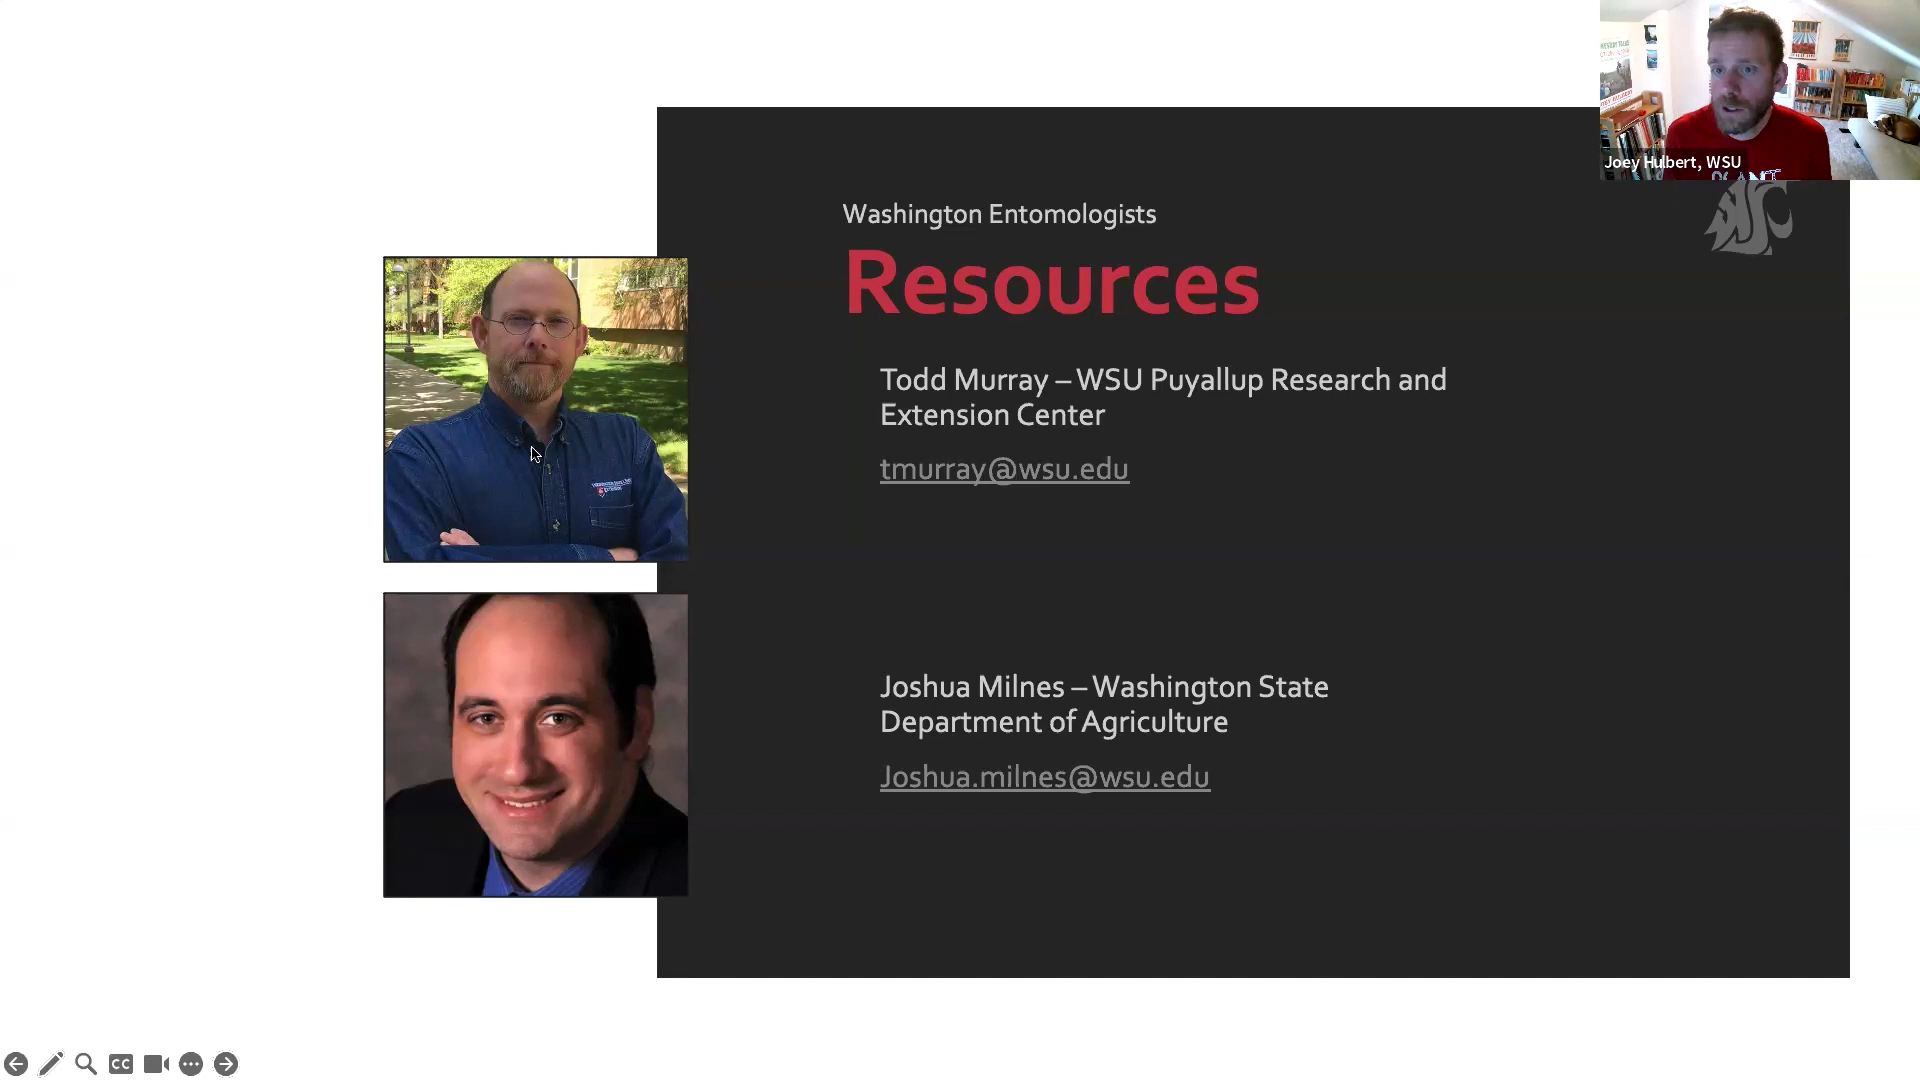 Washington Entomologists
Resources
Todd Murray – WSU Puyallup Research and
Extension Center
tmurray@wsu.edu
Joshua Milnes – Washington State
Department of Agriculture
Joshua.milnes@wsu.edu
Joey Hulbert, WSU
CC